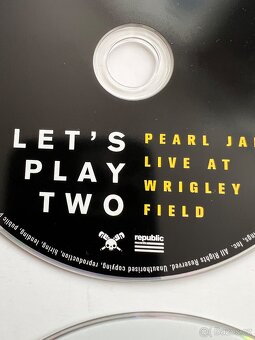 LET'S
PLAY
TWO
PEARL JA
LIVE AT
WRIGLEY
FIELD
republic
ings, Inc. All Rights Reserved. Unauthorised copying, reproduction, hiring, lending, public p